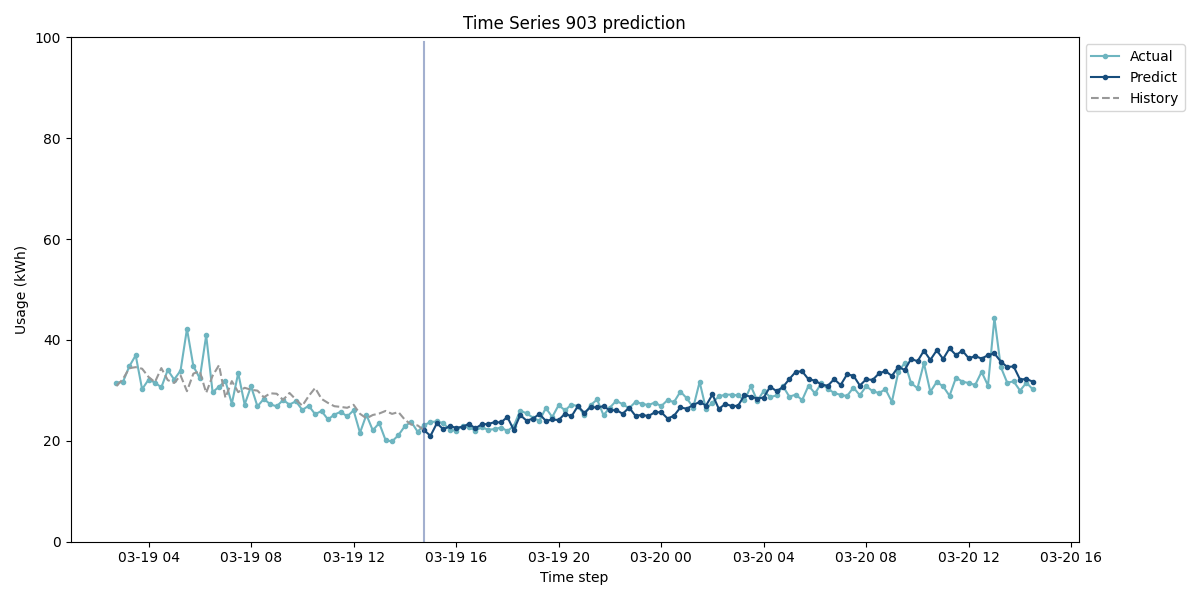 Time Series 903 prediction
100
80
60
40
20
0
Usage (kWh)
03-19 04
03-19 08
03-19 12
03-19 16
03-19 20
03-20 00
03-20 04
03-20 08
03-20 12
03-20 16
Time step
Actual
Predict
History